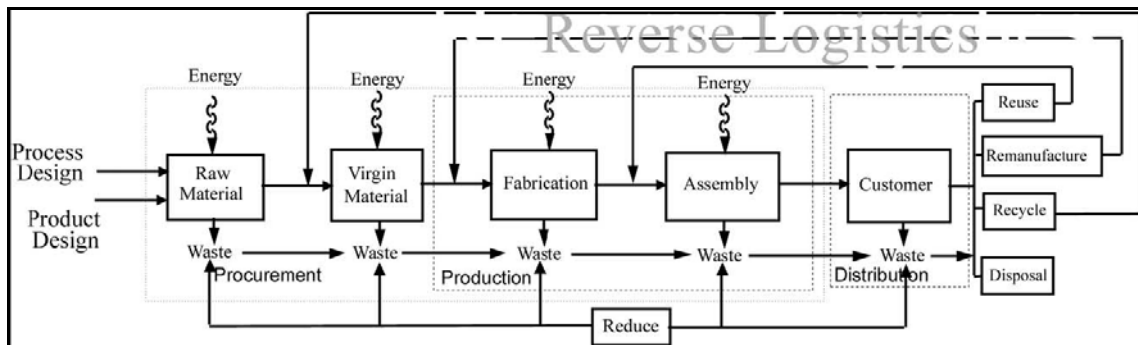 Reverse Logistics
Energy
Energy
Energy
Energy
Process
Design
Product
Design
Raw
Material
Virgin
Material
Fabrication
Assembly
Customer
Reuse
Remanufacture
Recycle
Disposal
Waste
Waste
Waste
Waste
Waste
Procurement
Production
Distribution
Reduce